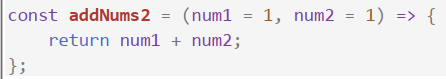 const addNums2 = (num1 = 1, num2 = 1) => {
    return num1 + num2;
};